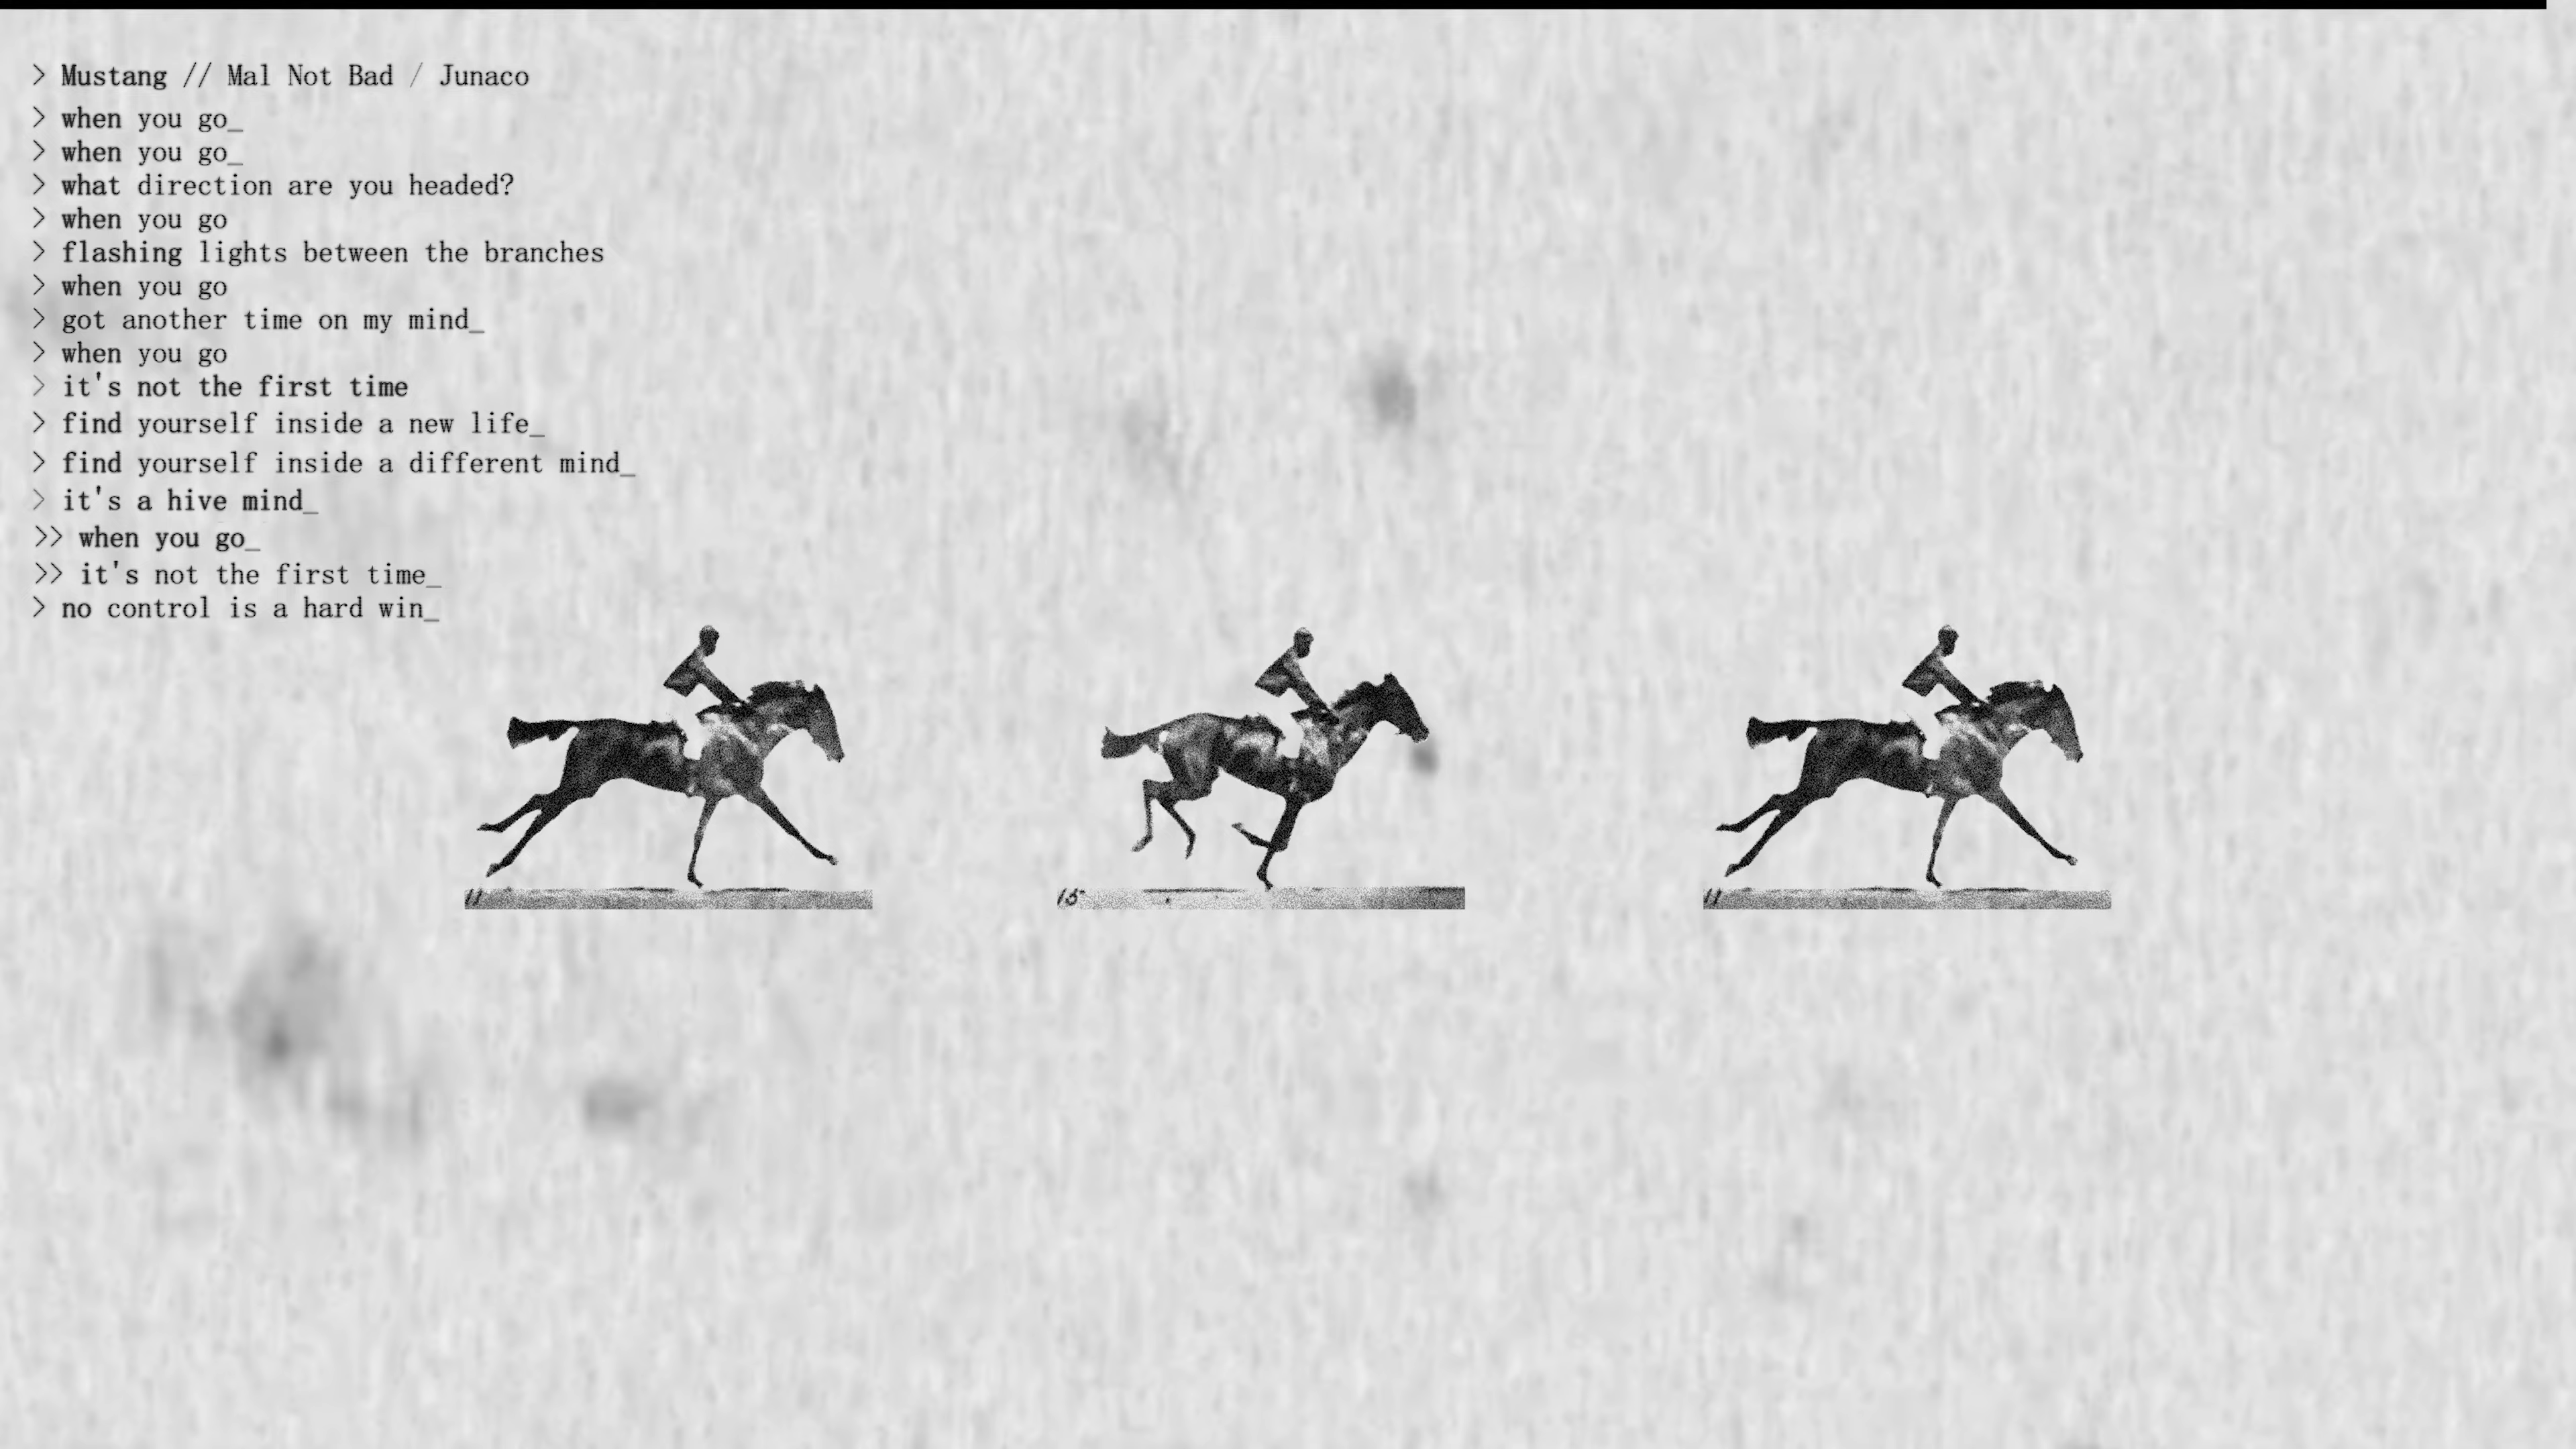 > Mustang // Mal Not Bad / Junaco
> when you go_
> when you go_
> what direction are you headed?
> when you go
> flashing lights between the branches
> when you go
> got another time on my mind_
> when you go
> it's not the first time
> find yourself inside a new life_
> find yourself inside a different mind_
> it's a hive mind_
>> when you go_
>> it's not the first time_
> no control is a hard win_
11 15 11